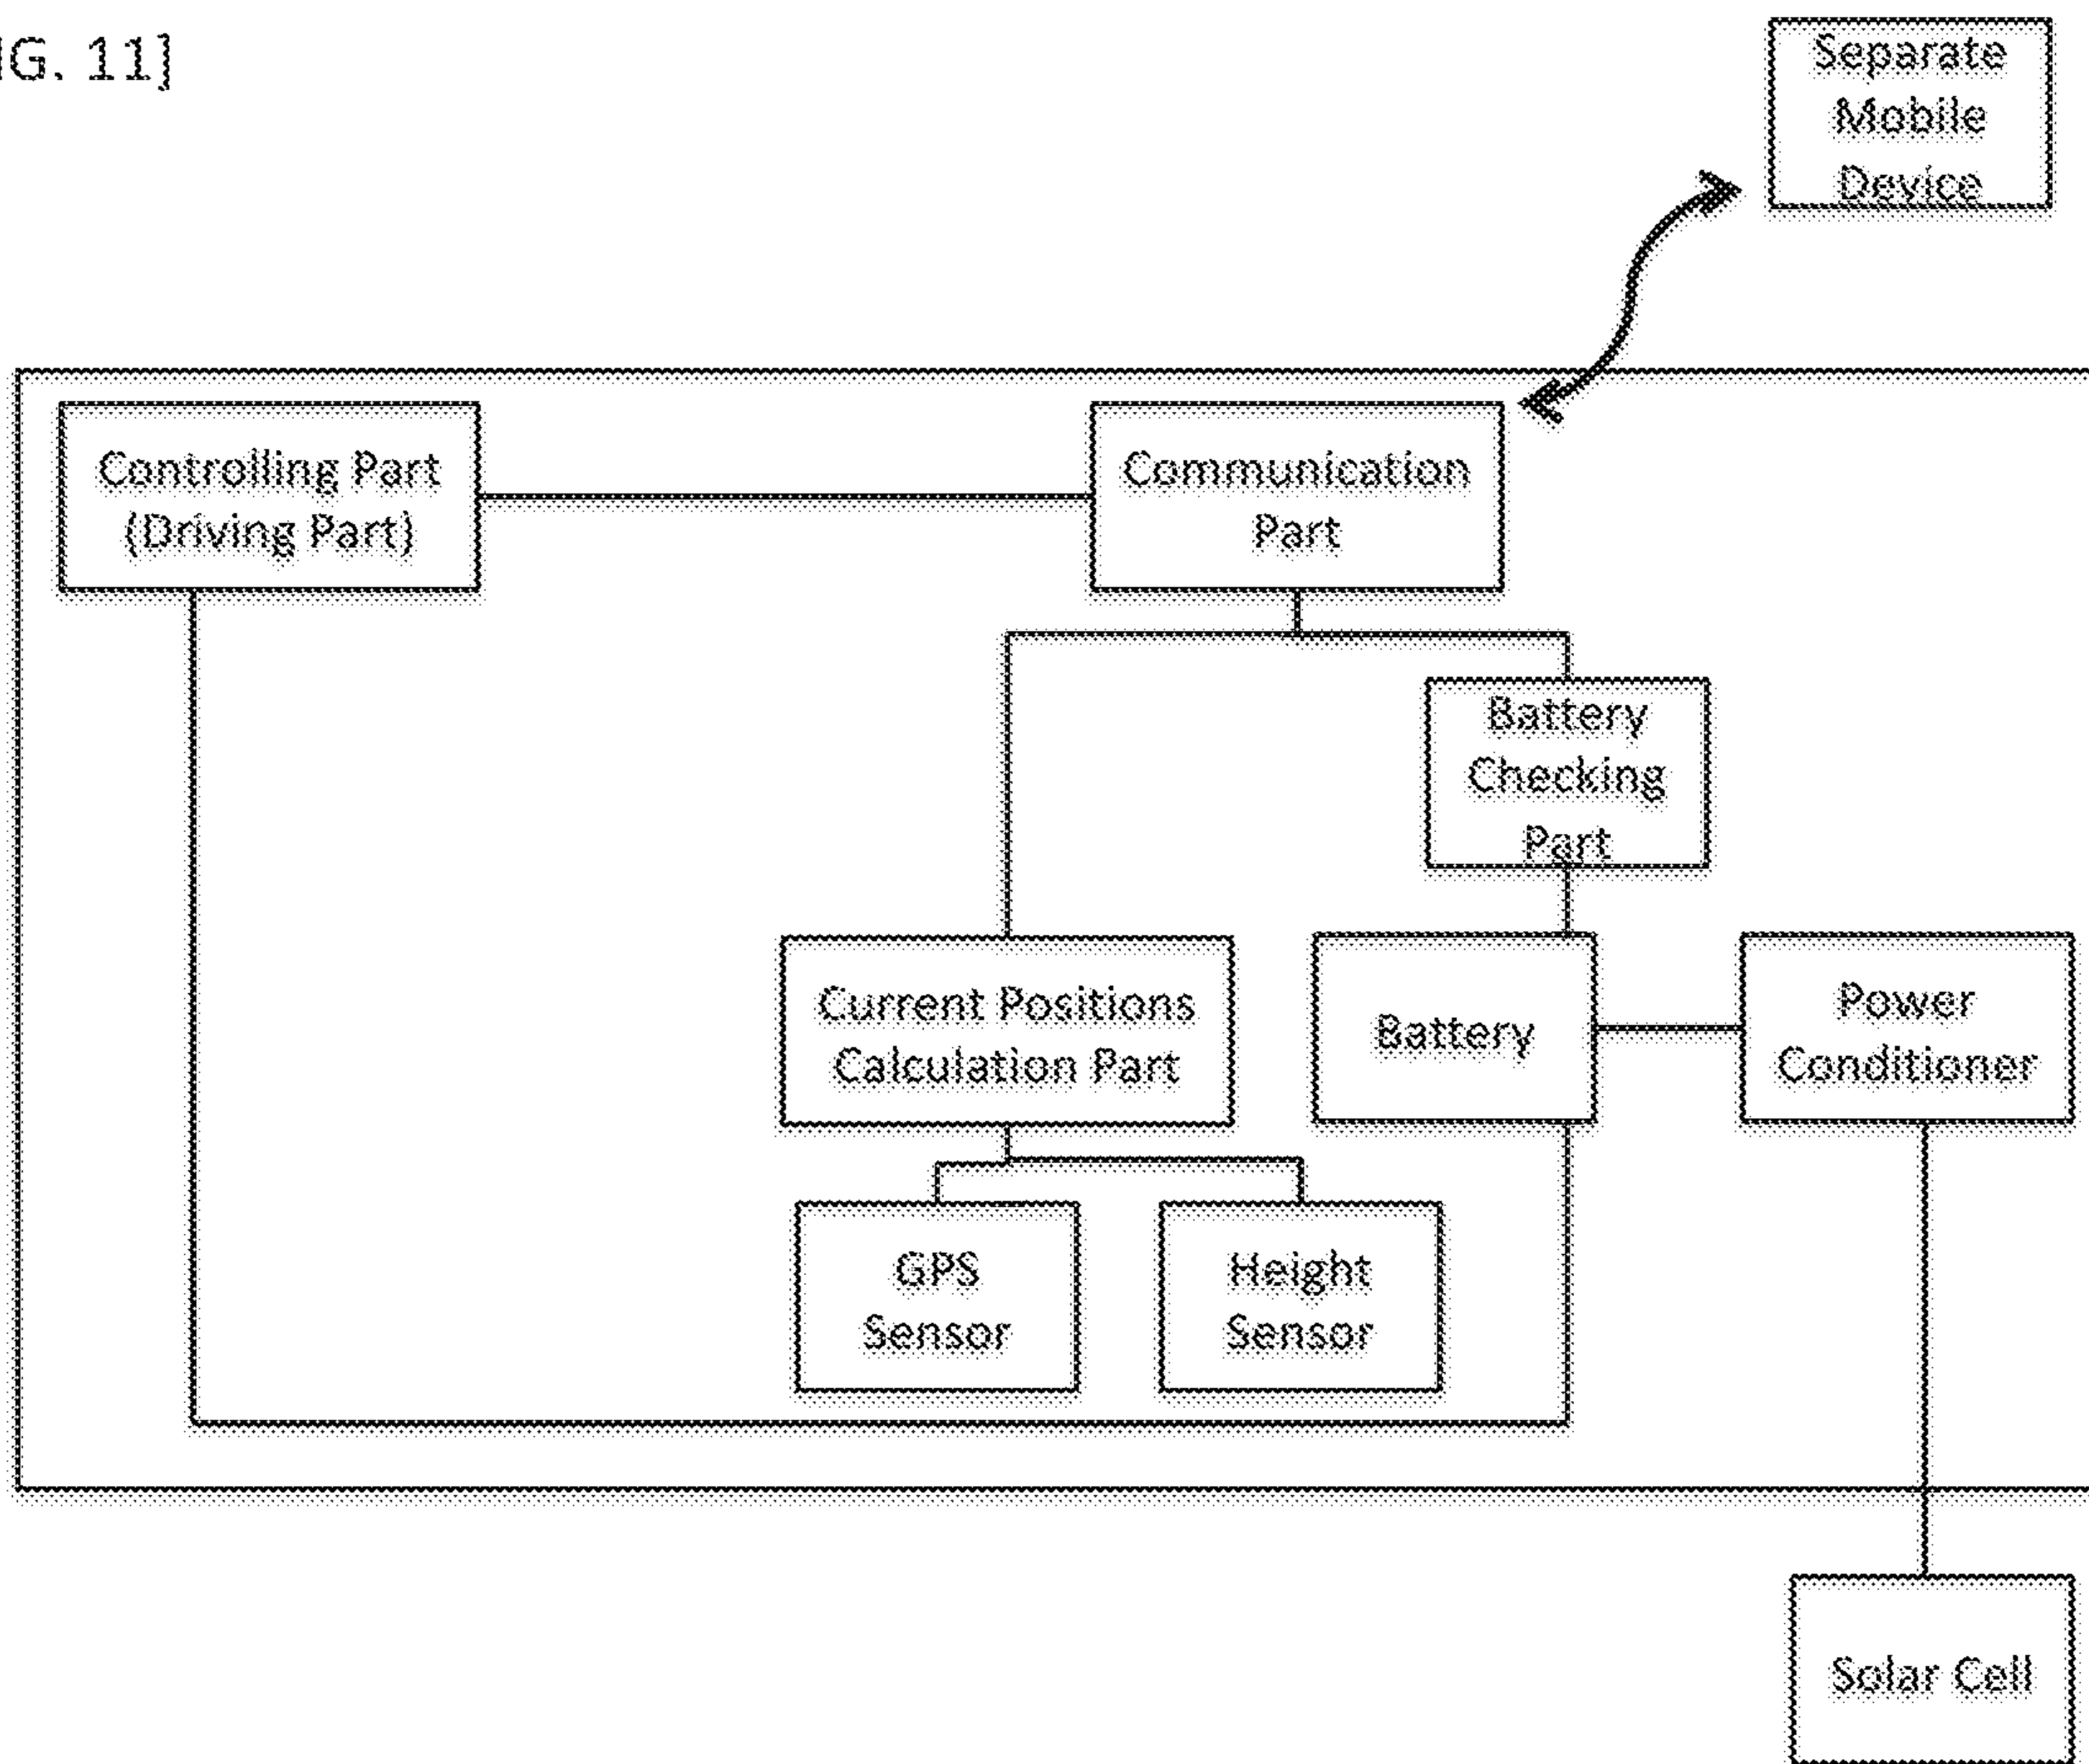 IG. 11]
Separate
Mobile
Device
Controlling Part
(Driving Part)
Communication
Part
Battery
Checking
Part
Current Positions
Calculation Part
Battery
Power
Conditioner
GPS
Sensor
Height
Sensor
Solar Cell